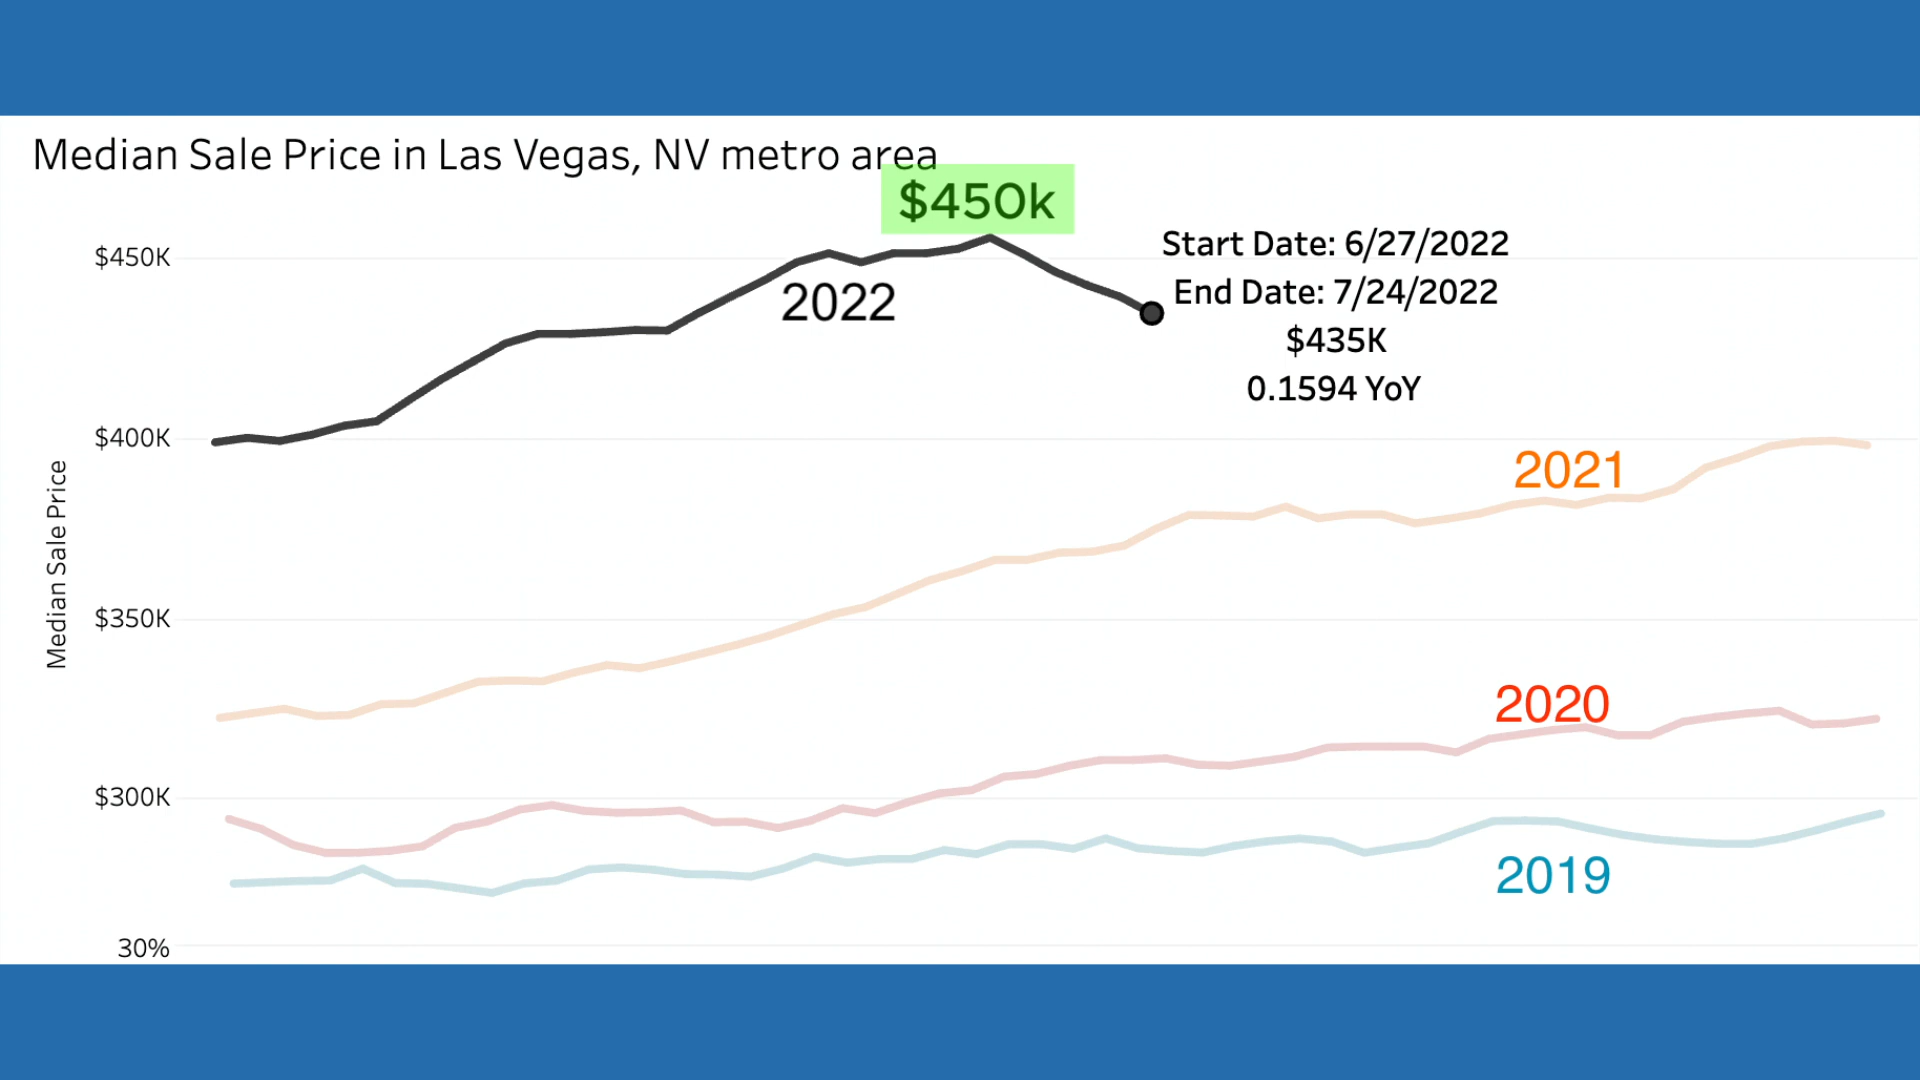 Median Sale Price in Las Vegas, NV metro area
$450k
$450K
Start Date: 6/27/2022
End Date: 7/24/2022
$435K
0.1594 YoY
2022
$400K
2021
Median Sale Price
$350K
2020
$300K
2019
30%